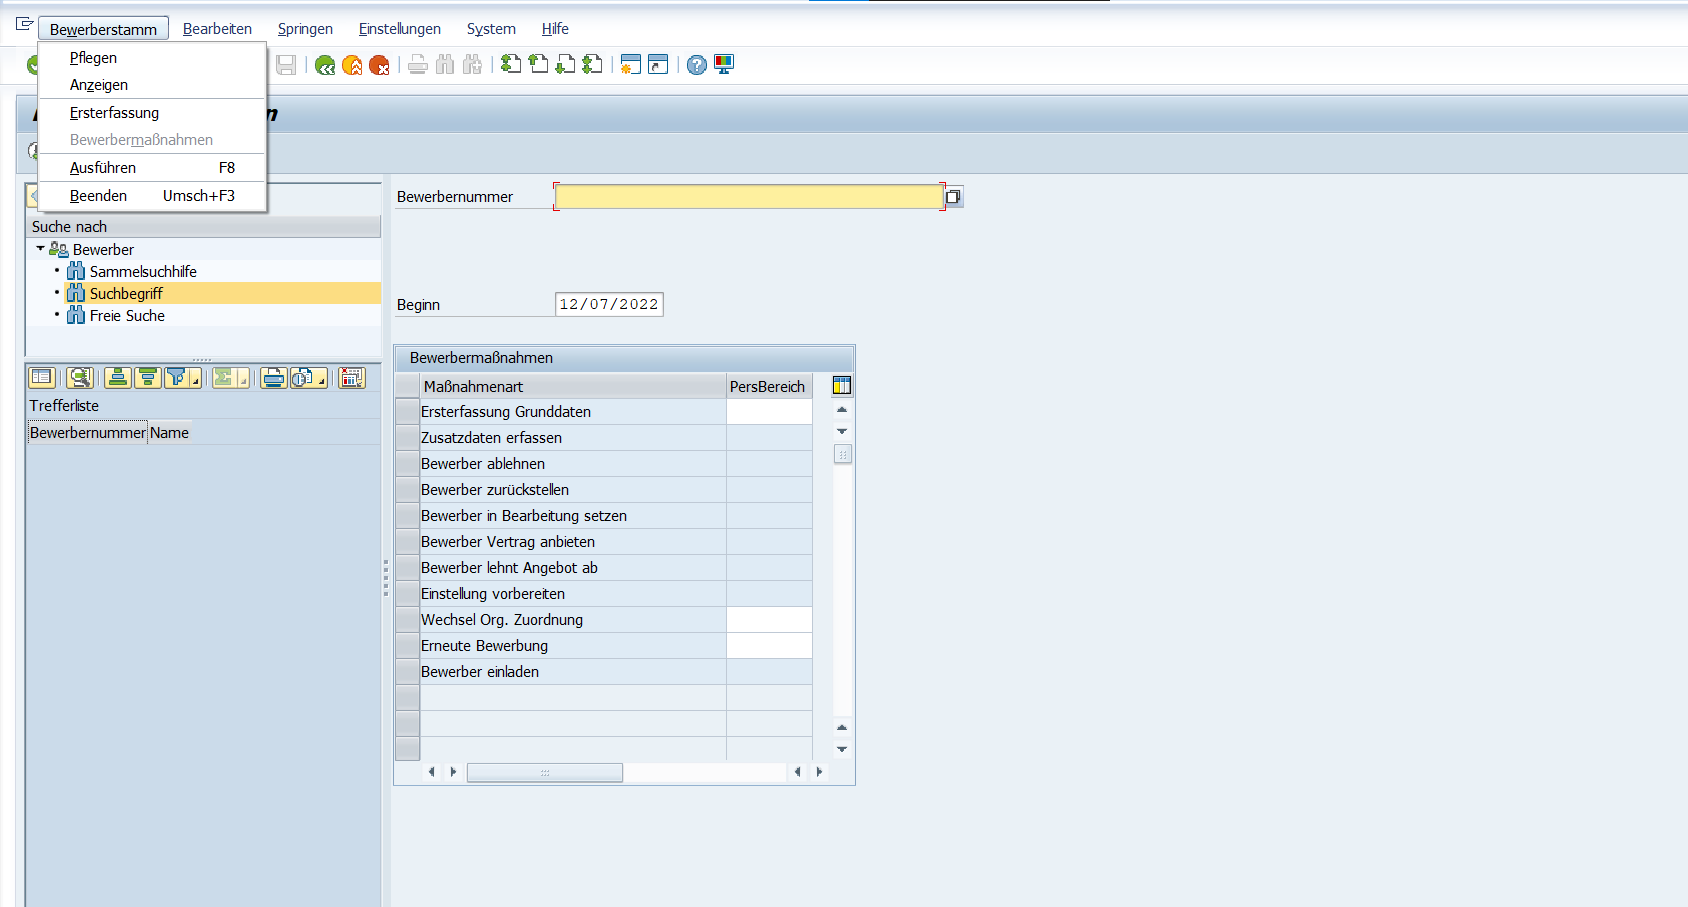 Bewerberstamm Bearbeiten Springen Einstellungen System Hilfe
Pflegen
Anzeigen
Ersterfassung
Bewerbermaßnahmen
Ausführen F8
Beenden Umsch+F3
Suche nach
Bewerber
Sammelsuchhilfe
Suchbegriff
Freie Suche
Trefferliste
Bewerbernummer Name
Bewerbernummer
Beginn 12/07/2022
Bewerbermaßnahmen
Maßnahmenart PersBereich
Ersterfassung Grunddaten
Zusatzdaten erfassen
Bewerber ablehnen
Bewerber zurückstellen
Bewerber in Bearbeitung setzen
Bewerber Vertrag anbieten
Bewerber lehnt Angebot ab
Einstellung vorbereiten
Wechsel Org. Zuordnung
Erneute Bewerbung
Bewerber einladen